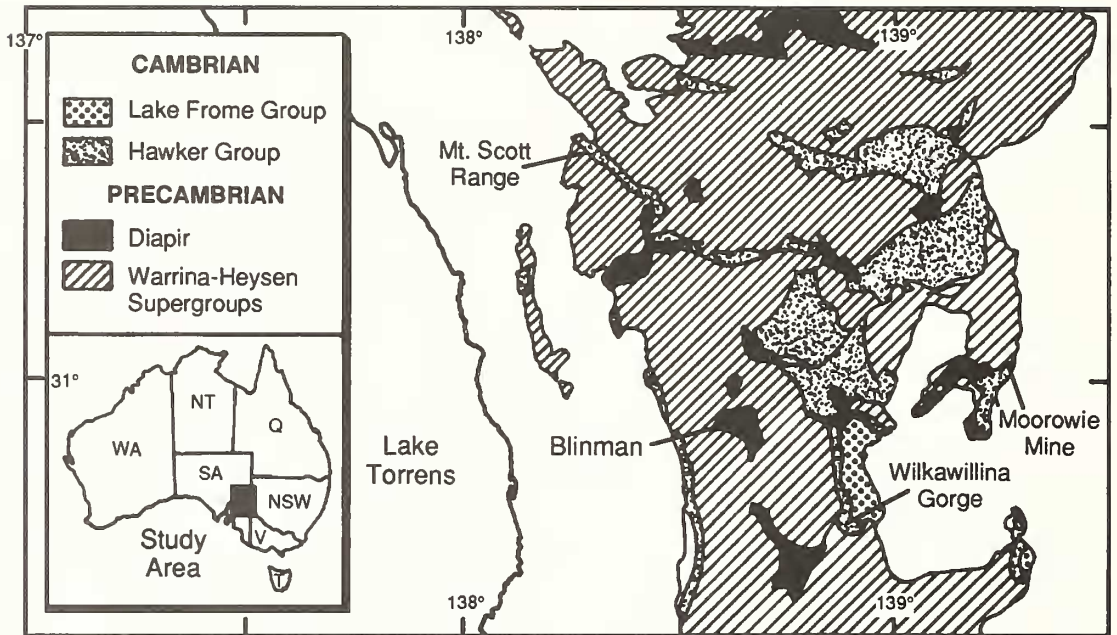 137°
138°
139°
CAMBRIAN
Lake Frome Group
Hawker Group
PRECAMBRIAN
Diapir
Warrina-Heysen
Supergroups
Mt. Scott
Range
31°
NT
Q
WA
SA
NSW
V
T
Study
Area
Lake
Torrens
Blinman
Moorowie
Mine
Wilkawillina
Gorge
138°
139°